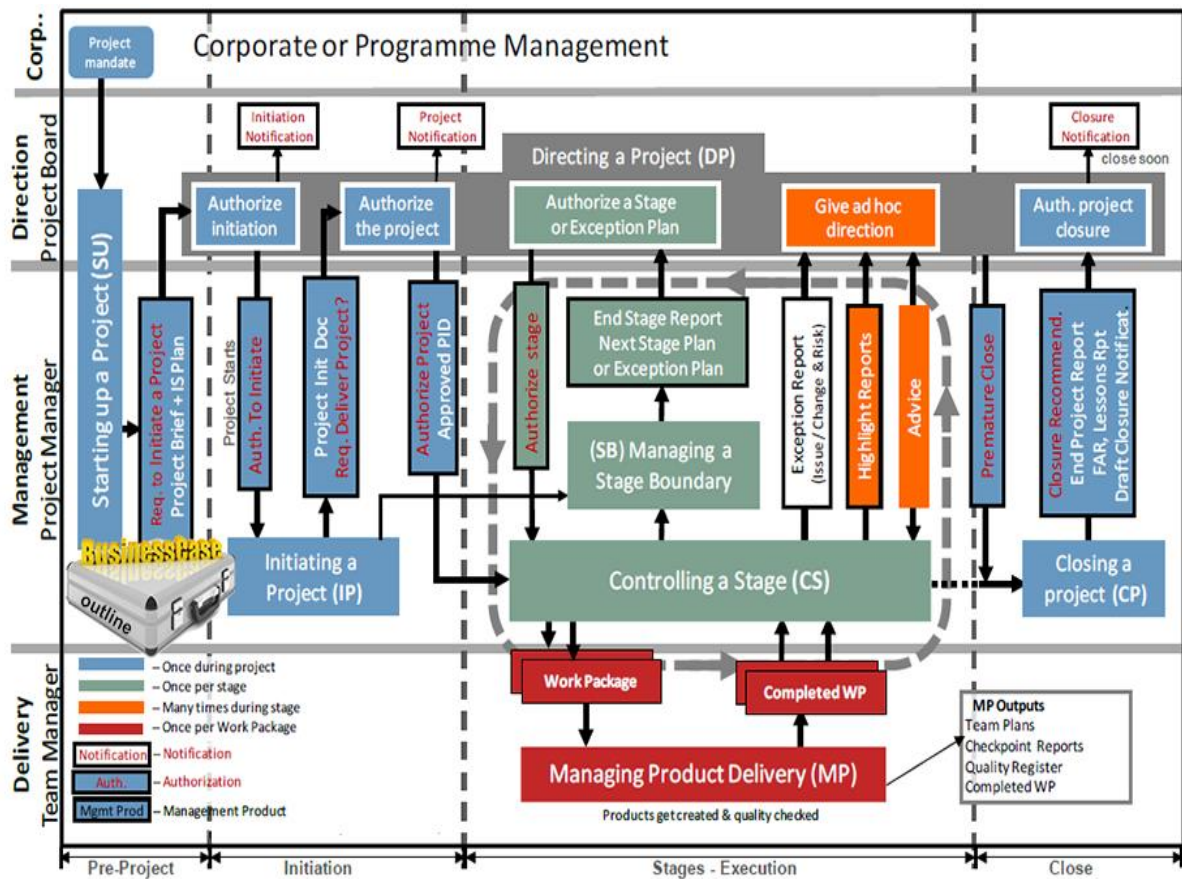 Corp..
Project
mandate
Corporate or Programme Management
Direction
Project Board
Initiation
Notification
Project
Notification
Closure
Notification
close soon
Directing a Project (DP)
Authorize
initiation
Authorize
the project
Authorize a Stage
or Exception Plan
Give ad hoc
direction
Auth. project
closure
Management
Project Manager
Starting up a Project (SU)
Req. to Initiate a Project
Project Brief + IS Plan
Project Starts
Auth. To Initiate
Project Init Doc
Req. Deliver Project?
Authorize Project
Approved PID
Authorize stage
End Stage Report
Next Stage Plan
or Exception Plan
(SB) Managing a
Stage Boundary
Exception Report
(Issue / Change & Risk)
Highlight Reports
Advice
Premature Close
Closure Recommend.
End Project Report
FAR, Lessons Rpt
Draft Closure Notificat.
BusinessCase
outline
Initiating a
Project (IP)
Controlling a Stage (CS)
Closing a
project (CP)
Delivery
Team Manager
– Once during project
– Once per stage
– Many times during stage
– Once per Work Package
Notification – Notification
Auth. – Authorization
Mgmt Prod – Management Product
Work Package
Completed WP
Managing Product Delivery (MP)
Products get created & quality checked
MP Outputs
Team Plans
Checkpoint Reports
Quality Register
Completed WP
Pre-Project
Initiation
Stages - Execution
Close